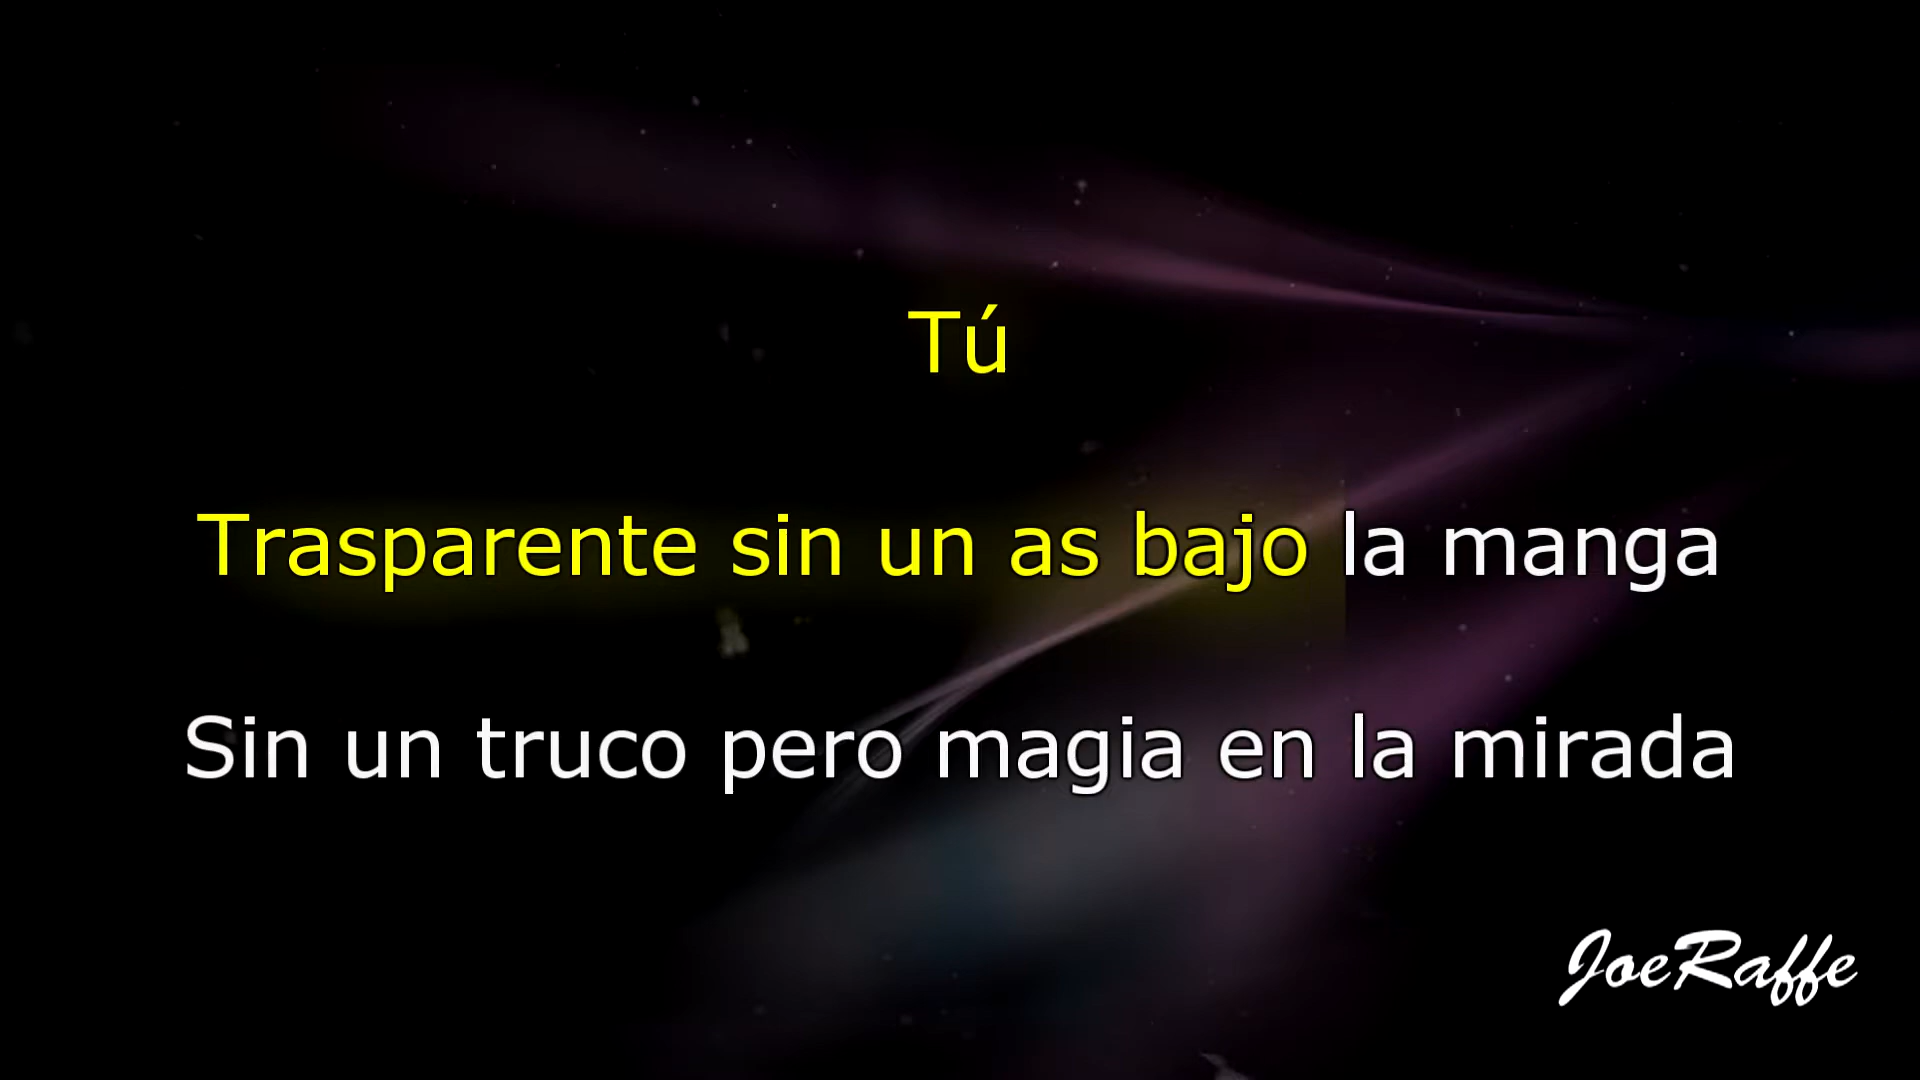 Tú
Trasparente sin un as bajo la manga
Sin un truco pero magia en la mirada
JoeRaffe